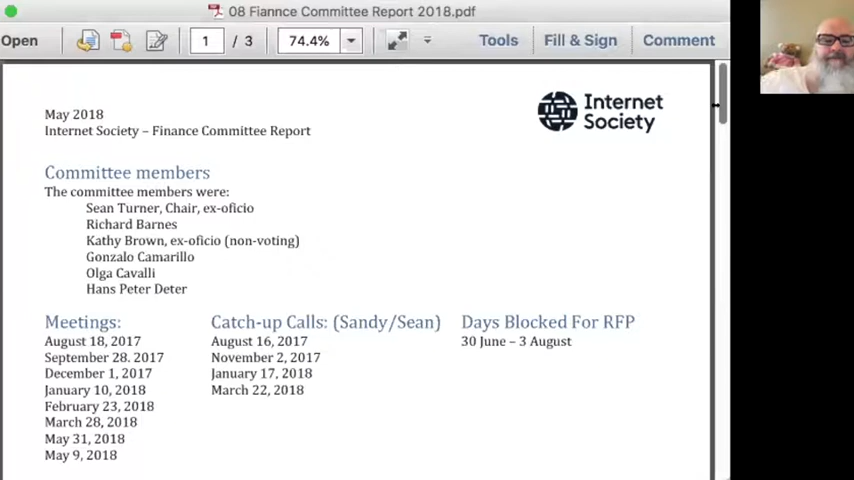 08 Fiannce Committee Report 2018.pdf
Open
1 / 3
74.4%
Tools
Fill & Sign
Comment
Internet
Society
May 2018
Internet Society – Finance Committee Report
Committee members
The committee members were:
Sean Turner, Chair, ex-oficio
Richard Barnes
Kathy Brown, ex-oficio (non-voting)
Gonzalo Camarillo
Olga Cavalli
Hans Peter Deter
Meetings:
August 18, 2017
September 28. 2017
December 1, 2017
January 10, 2018
February 23, 2018
March 28, 2018
May 31, 2018
May 9, 2018
Catch-up Calls: (Sandy/Sean)
August 16, 2017
November 2, 2017
January 17, 2018
March 22, 2018
Days Blocked For RFP
30 June – 3 August